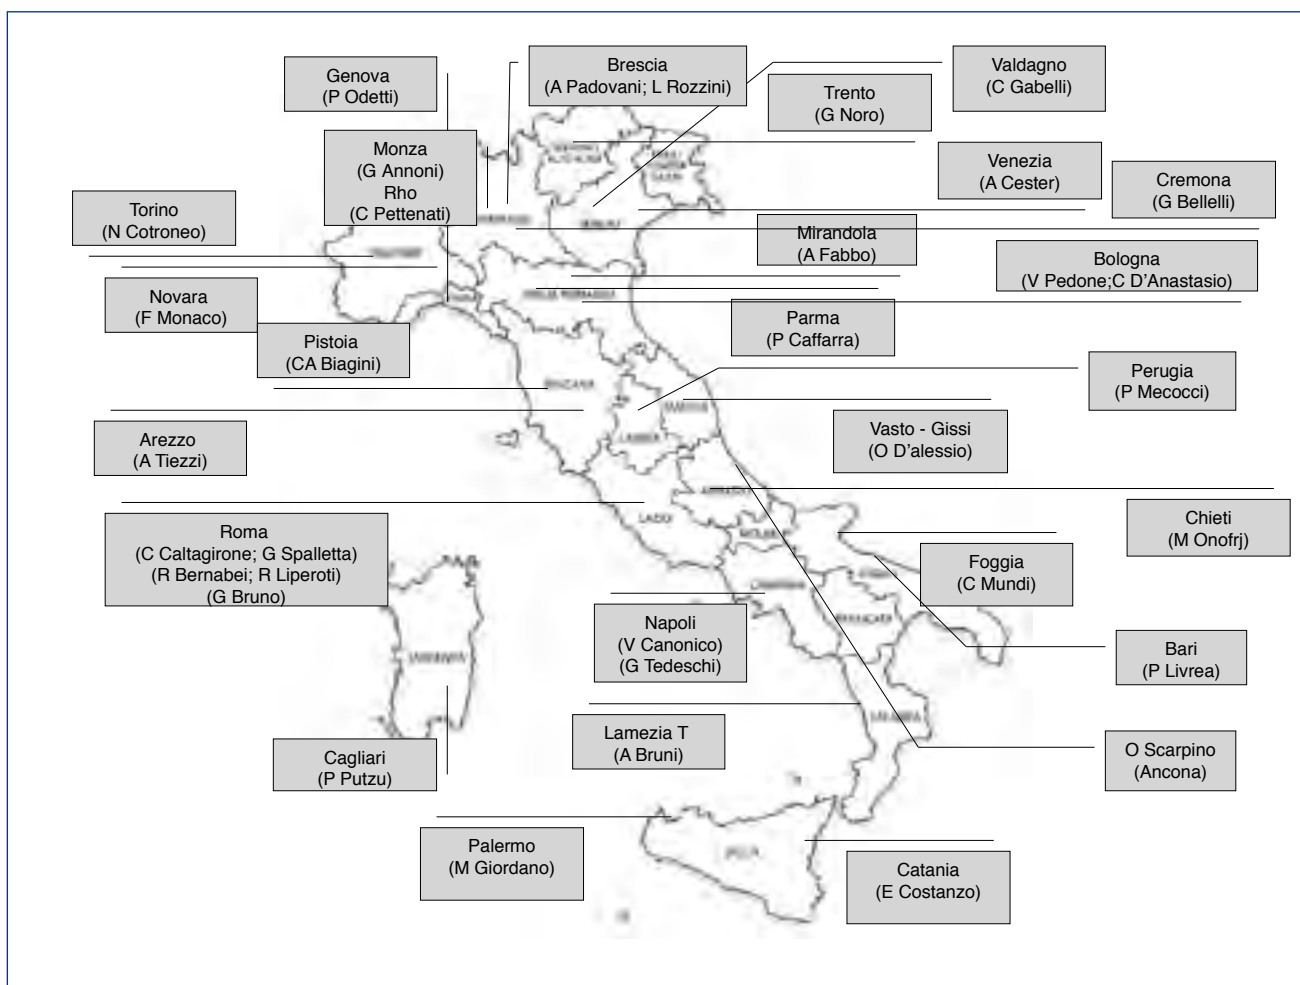 Genova
(P Odetti)
Brescia
(A Padovani; L Rozzini)
Valdagno
(C Gabelli)
Trento
(G Noro)
Monza
(G Annoni)
Rho
(C Pettenati)
Venezia
(A Cester)
Cremona
(G Bellelli)
Torino
(N Cotroneo)
Mirandola
(A Fabbo)
Bologna
(V Pedone;C D'Anastasio)
Novara
(F Monaco)
Pistoia
(CA Biagini)
Parma
(P Caffarra)
Perugia
(P Mecocci)
Arezzo
(A Tiezzi)
Vasto - Gissi
(O D'alessio)
Chieti
(M Onofrj)
Roma
(C Caltagirone; G Spalletta)
(R Bernabei; R Liperoti)
(G Bruno)
LAZIO
Foggia
(C Mundi)
Napoli
(V Canonico)
(G Tedeschi)
Bari
(P Livrea)
Lamezia T
(A Bruni)
Cagliari
(P Putzu)
O Scarpino
(Ancona)
Palermo
(M Giordano)
Catania
(E Costanzo)